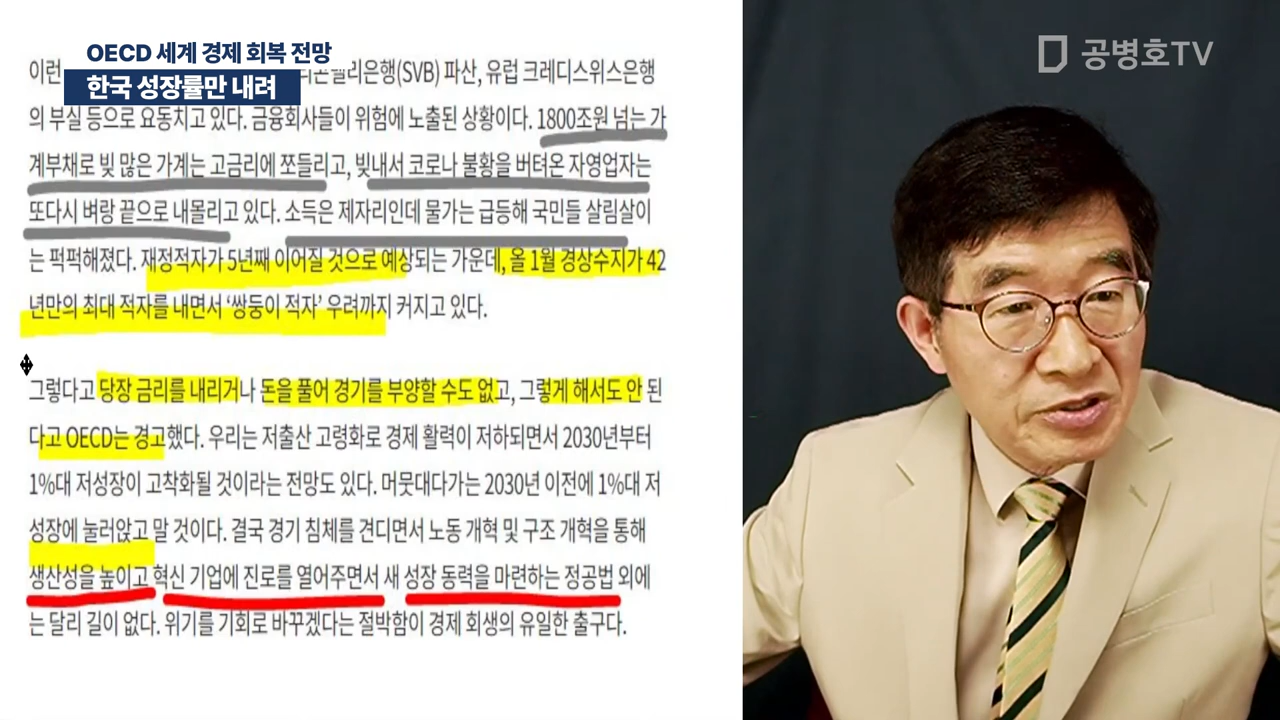 OECD 세계 경제 회복 전망
한국 성장률만 내려
공병호TV
이런 리콘밸리은행(SVB) 파산, 유럽 크레디스위스은행
의 부실 등으로 요동치고 있다. 금융회사들이 위험에 노출된 상황이다. 1800조원 넘는 가
계부채로 빚 많은 가계는 고금리에 쪼들리고, 빚내서 코로나 불황을 버텨온 자영업자는
또다시 벼랑 끝으로 내몰리고 있다. 소득은 제자리인데 물가는 급등해 국민들 살림살이
는 퍽퍽해졌다. 재정적자가 5년째 이어질 것으로 예상되는 가운데, 올 1월 경상수지가 42
년만의 최대 적자를 내면서 ‘쌍둥이 적자’ 우려까지 커지고 있다.
그렇다고 당장 금리를 내리거나 돈을 풀어 경기를 부양할 수도 없고, 그렇게 해서도 안 된
다고 OECD는 경고했다. 우리는 저출산 고령화로 경제 활력이 저하되면서 2030년부터
1%대 저성장이 고착화될 것이라는 전망도 있다. 머뭇대다가는 2030년 이전에 1%대 저
성장에 눌러앉고 말 것이다. 결국 경기 침체를 견디면서 노동 개혁 및 구조 개혁을 통해
생산성을 높이고 혁신 기업에 진로를 열어주면서 새 성장 동력을 마련하는 정공법 외에
는 달리 길이 없다. 위기를 기회로 바꾸겠다는 절박함이 경제 회생의 유일한 출구다.